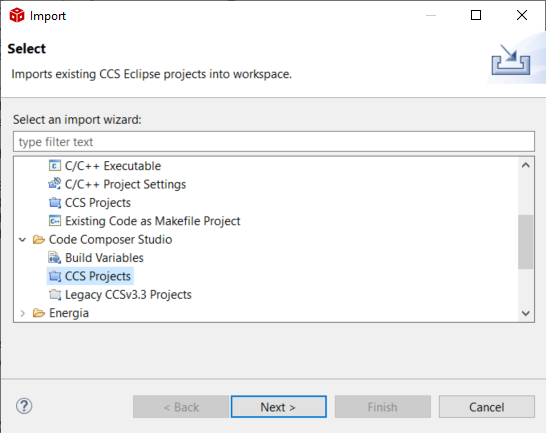 Import
Select
Imports existing CCS Eclipse projects into workspace.
Select an import wizard:
type filter text
C/C++ Executable
C/C++ Project Settings
CCS Projects
Existing Code as Makefile Project
Code Composer Studio
Build Variables
CCS Projects
Legacy CCSv3.3 Projects
Energia
? < Back Next > Finish Cancel